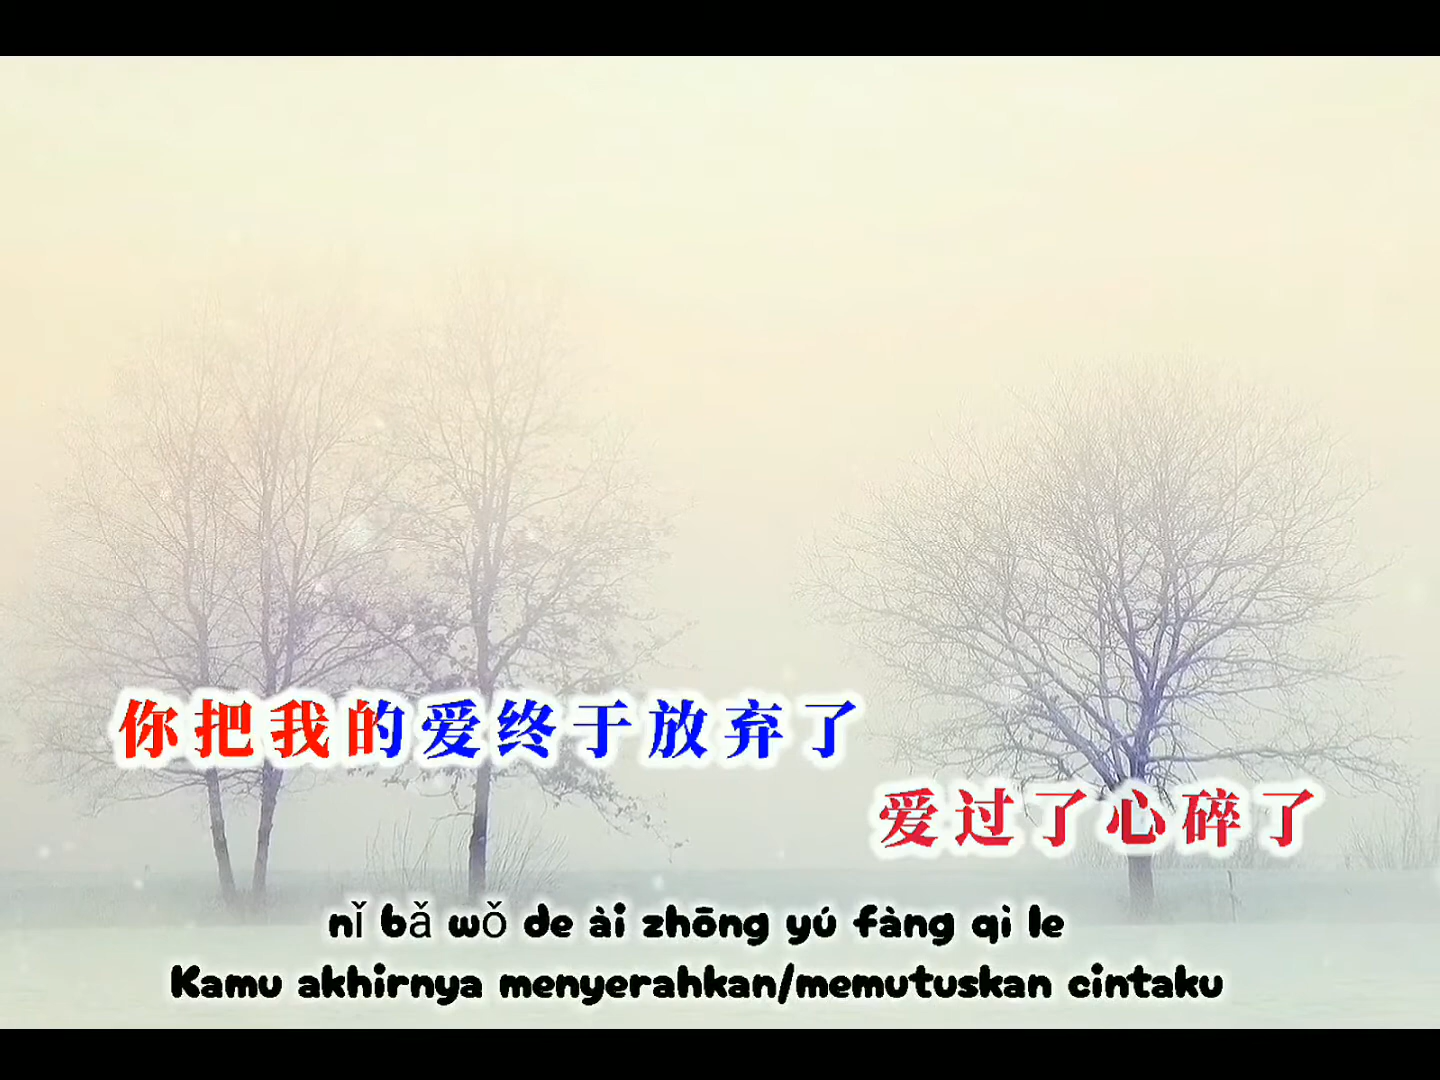 你把我的爱终于放弃了
爱过了心碎了
nǐ bǎ wǒ de ài zhōng yú fàng qì le
Kamu akhirnya menyerahkan/memutuskan cintaku